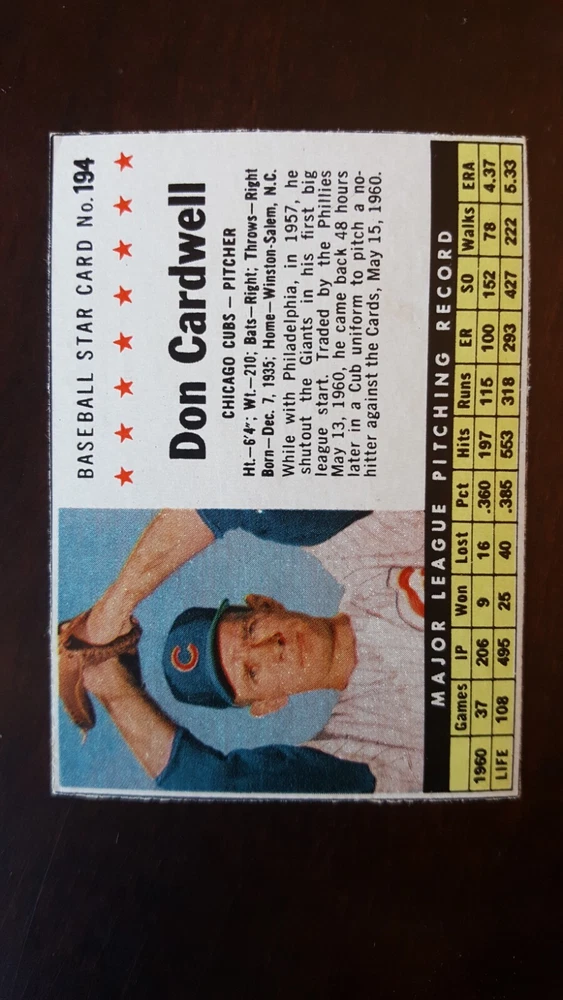 BASEBALL STAR CARD No. 194
Don Cardwell
CHICAGO CUBS — PITCHER
Ht.—6'4"; Wt.—210; Bats—Right; Throws—Right
Born—Dec. 7, 1935; Home—Winston-Salem, N.C.
While with Philadelphia, in 1957, he
shutout the Giants in his first big
league start. Traded by the Phillies
May 13, 1960, he came back 48 hours
later in a Cub uniform to pitch a no-
hitter against the Cards, May 15, 1960.
C
C
MAJOR LEAGUE PITCHING RECORD
Games IP Won Lost Pct Hits Runs ER SO Walks ERA
1960 37 206 9 16 .360 197 115 100 152 78 4.37
LIFE 108 495 25 40 .385 553 318 293 427 222 5.33